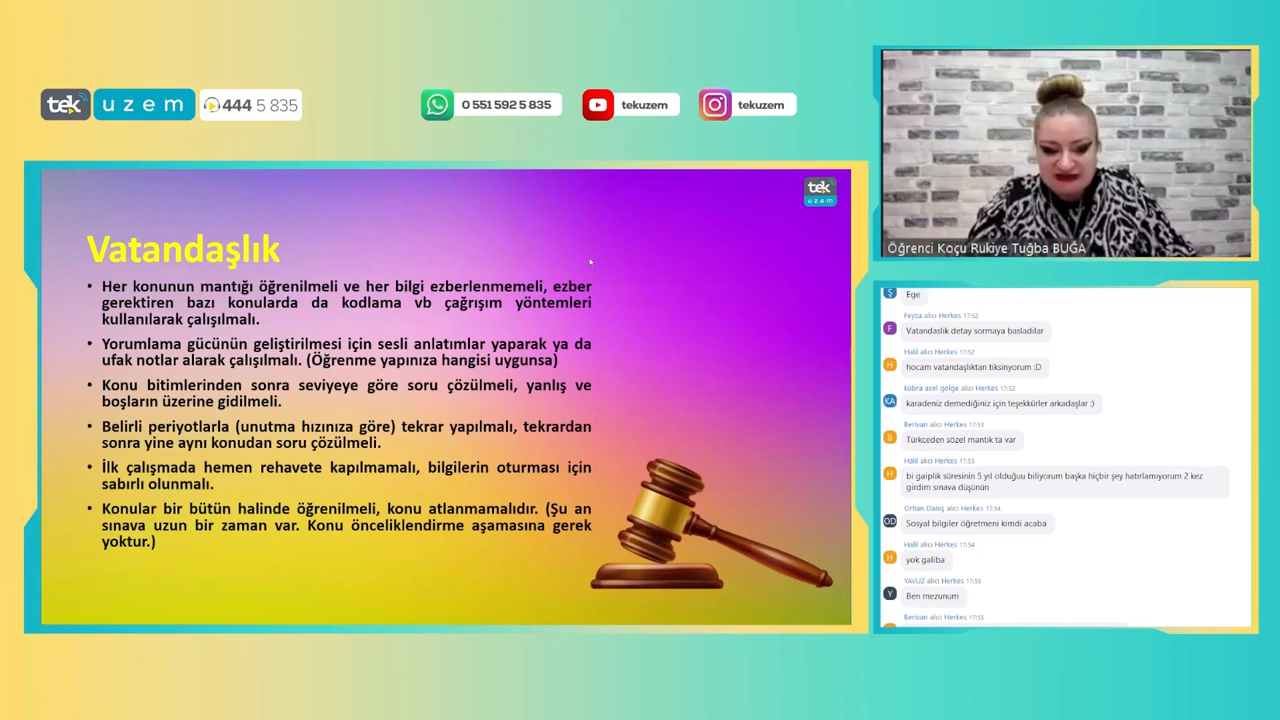 tek uzem 444 5 835
0 551 592 5 835
tekuzem
tekuzem
tek
uzem
Vatandaşlık
• Her konunun mantığı öğrenilmeli ve her bilgi ezberlenmemeli, ezber
gerektiren bazı konularda da kodlama vb çağrışım yöntemleri
kullanılarak çalışılmalı.
• Yorumlama gücünün geliştirilmesi için sesli anlatımlar yaparak ya da
ufak notlar alarak çalışılmalı. (Öğrenme yapınıza hangisi uygunsa)
• Konu bitimlerinden sonra seviyeye göre soru çözülmeli, yanlış ve
boşların üzerine gidilmeli.
• Belirli periyotlarla (unutma hızınıza göre) tekrar yapılmalı, tekrardan
sonra yine aynı konudan soru çözülmeli.
• İlk çalışmada hemen rehavete kapılmamalı, bilgilerin oturması için
sabırlı olunmalı.
• Konular bir bütün halinde öğrenilmeli, konu atlanmamalıdır. (Şu an
sınava uzun bir zaman var. Konu önceliklendirme aşamasına gerek
yoktur.)
Öğrenci Koçu Rukiye Tuğba BUĞA
Ş
Ege
Feyza alıcı Herkes 17:52
F
Vatandaslik detay sormaya basladilar
Halil alıcı Herkes 17:52
H
hocam vatandaşlıktan tiksiniyorum :D
kübra asel gölge alıcı Herkes 17:52
KA
karadeniz demediğiniz için teşekkürler arkadaşlar :)
Berivan alıcı Herkes 17:53
B
Türkceden sözel mantık ta var
Halil alıcı Herkes 17:53
H
bi gaiplik süresinin 5 yıl olduğuu biliyorum başka hiçbir şey hatırlamıyorum 2 kez
girdim sınava düşünün
Orhan Danış alıcı Herkes 17:54
OD
Sosyal bilgiler öğretmeni kimdi acaba
Halil alıcı Herkes 17:54
H
yok galiba
YAVUZ alıcı Herkes 17:55
Y
Ben mezunum
Berivan alıcı Herkes 17:55